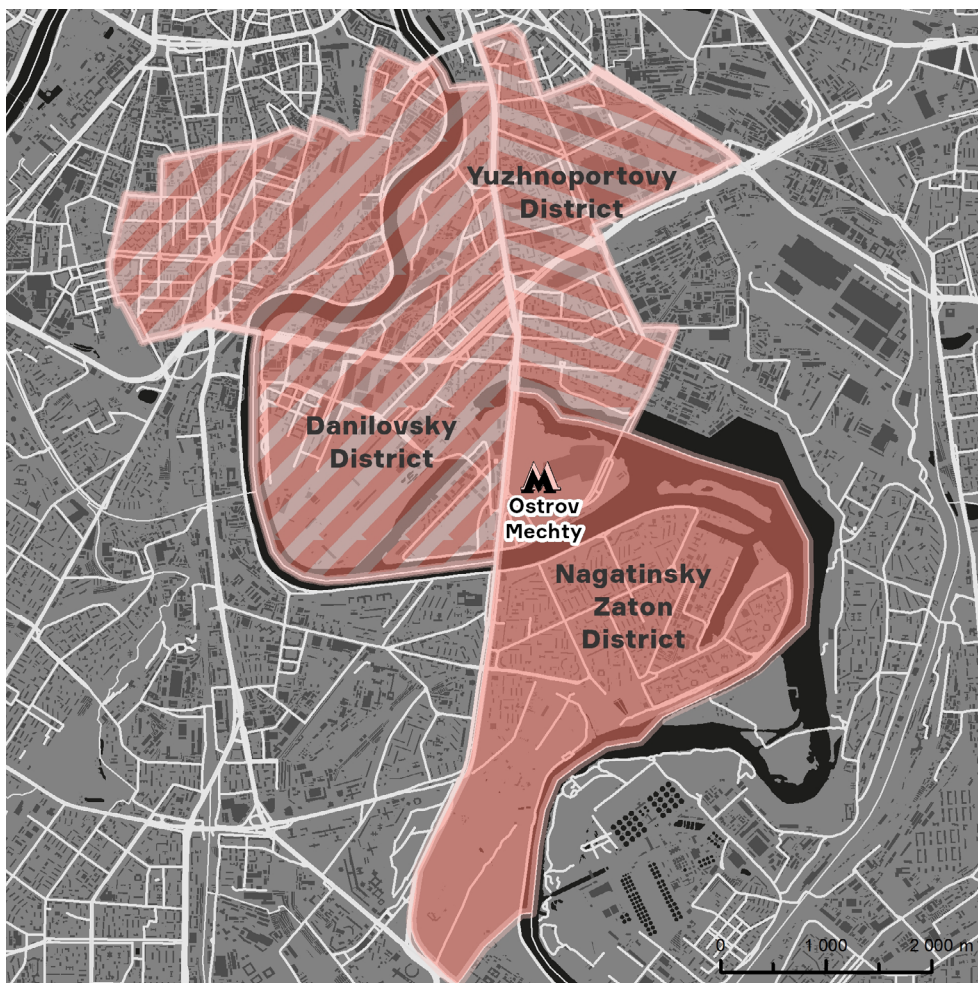 Yuzhnoportovy
District
Danilovsky
District
Ostrov
Mechty
Nagatinsky
Zaton
District
0 1 000 2 000 m